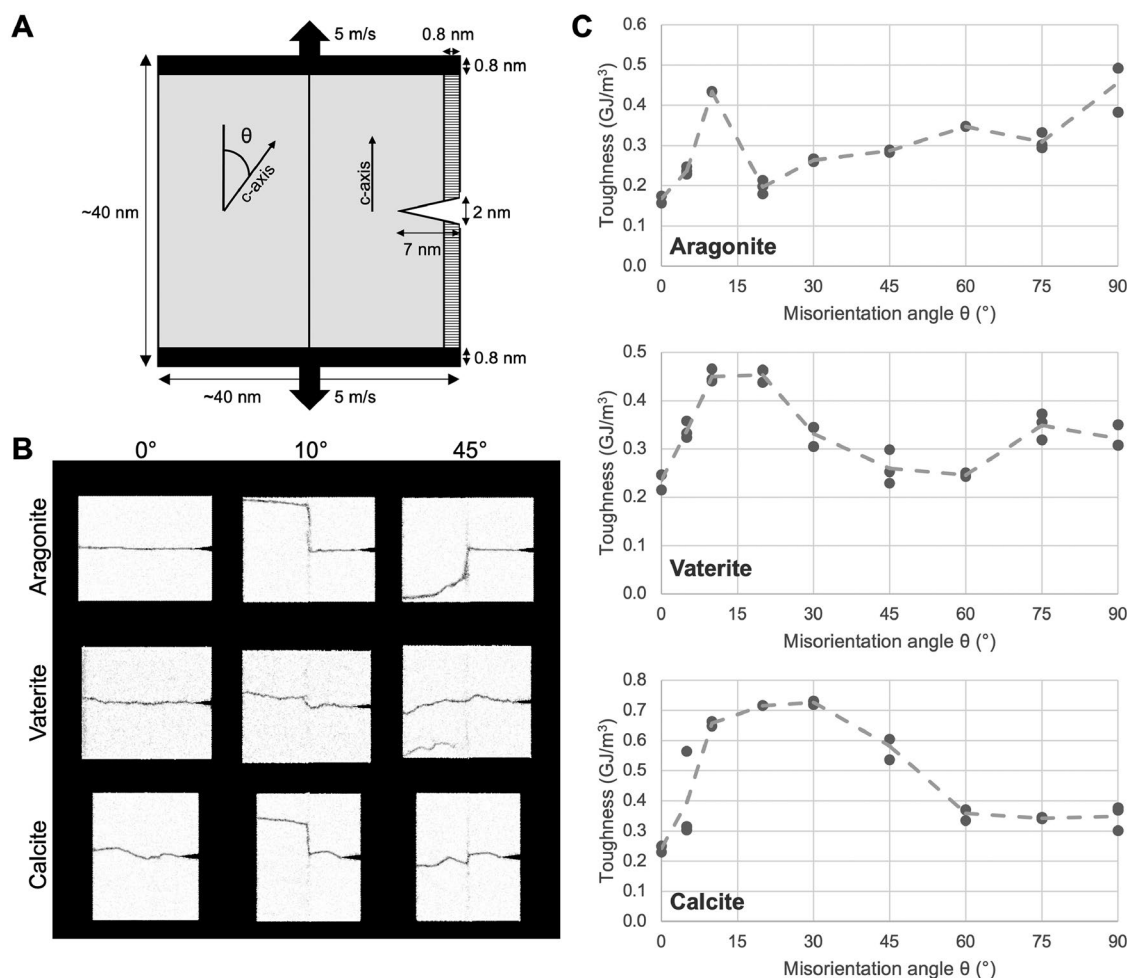 A
5 m/s
0.8 nm
0.8 nm
θ
c-axis
c-axis
~40 nm
2 nm
7 nm
0.8 nm
~40 nm
5 m/s
B
0°
10°
45°
Aragonite
Vaterite
Calcite
C
Toughness (GJ/m³)
0.6
0.5
0.4
0.3
0.2
0.1
0.0
Aragonite
0 15 30 45 60 75 90
Misorientation angle θ (°)
Toughness (GJ/m³)
0.5
0.4
0.3
0.2
0.1
0.0
Vaterite
0 15 30 45 60 75 90
Misorientation angle θ (°)
Toughness (GJ/m³)
0.8
0.7
0.6
0.5
0.4
0.3
0.2
0.1
0.0
Calcite
0 15 30 45 60 75 90
Misorientation angle θ (°)